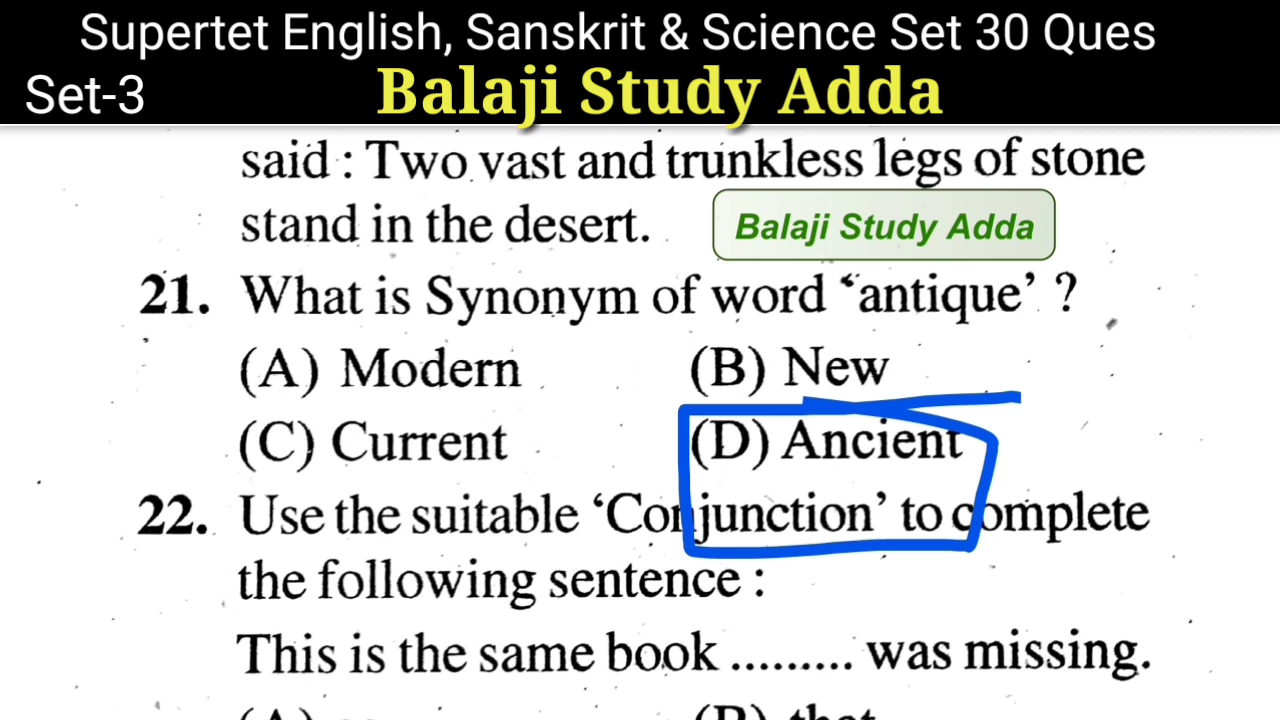 Supertet English, Sanskrit & Science Set 30 Ques
Set-3 Balaji Study Adda
said : Two vast and trunkless legs of stone
stand in the desert.
Balaji Study Adda
21. What is Synonym of word ‘antique’ ?
(A) Modern (B) New
(C) Current (D) Ancient
22. Use the suitable ‘Conjunction’ to complete
the following sentence :
This is the same book ......... was missing.